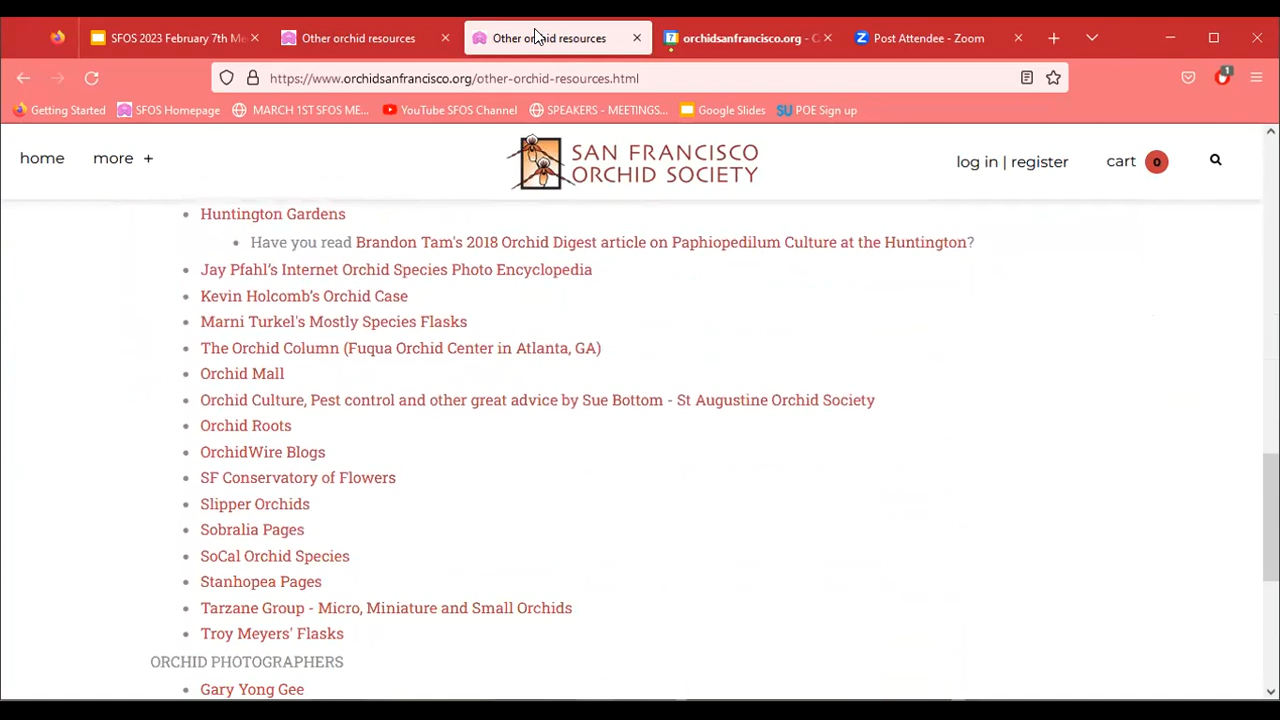 SFOS 2023 February 7th Me
Other orchid resources
Other orchid resources
7
orchidsanfrancisco.org - C
Post Attendee - Zoom
https://www.orchidsanfrancisco.org/other-orchid-resources.html
1
Getting Started
SFOS Homepage
MARCH 1ST SFOS ME...
YouTube SFOS Channel
SPEAKERS - MEETINGS...
Google Slides
SU POE Sign up
home
more +
SAN FRANCISCO
ORCHID SOCIETY
log in | register
cart 0
Huntington Gardens
Have you read Brandon Tam's 2018 Orchid Digest article on Paphiopedilum Culture at the Huntington?
Jay Pfahl's Internet Orchid Species Photo Encyclopedia
Kevin Holcomb's Orchid Case
Marni Turkel's Mostly Species Flasks
The Orchid Column (Fuqua Orchid Center in Atlanta, GA)
Orchid Mall
Orchid Culture, Pest control and other great advice by Sue Bottom - St Augustine Orchid Society
Orchid Roots
OrchidWire Blogs
SF Conservatory of Flowers
Slipper Orchids
Sobralia Pages
SoCal Orchid Species
Stanhopea Pages
Tarzane Group - Micro, Miniature and Small Orchids
Troy Meyers' Flasks
ORCHID PHOTOGRAPHERS
Gary Yong Gee